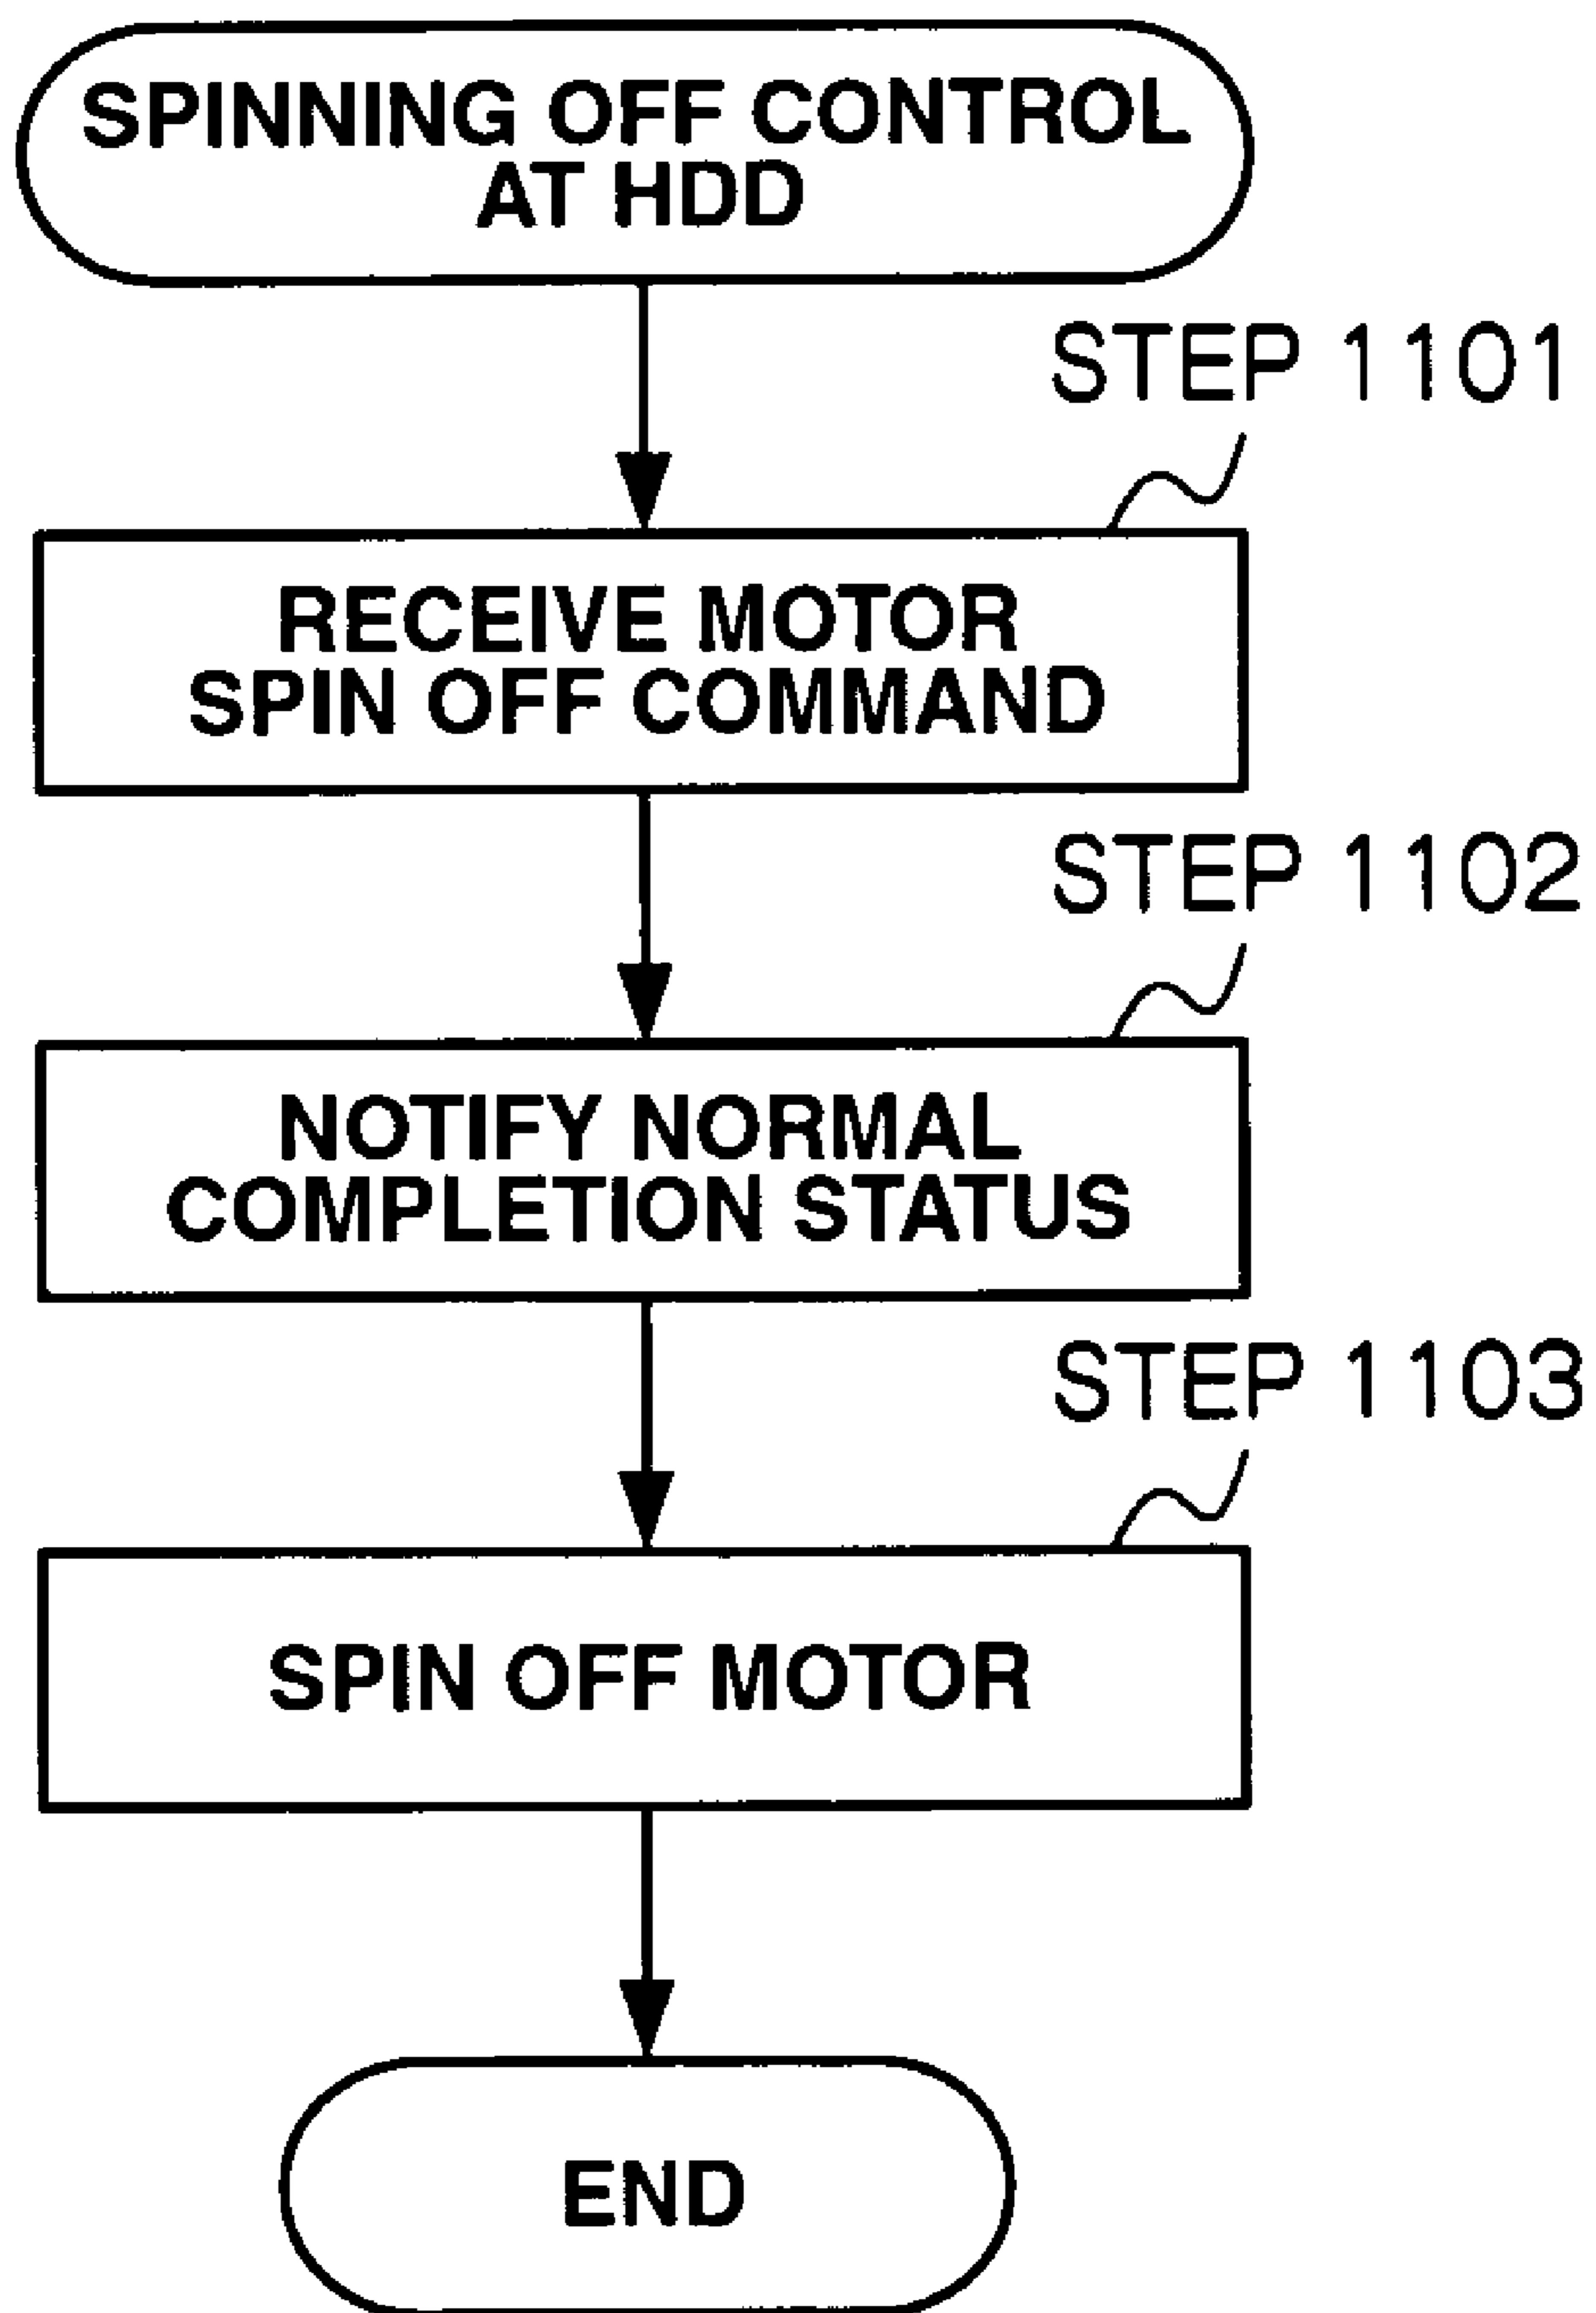 SPINNING OFF CONTROL
AT HDD
STEP 1101
RECEIVE MOTOR
SPIN OFF COMMAND
STEP 1102
NOTIFY NORMAL
COMPLETION STATUS
STEP 1103
SPIN OFF MOTOR
END